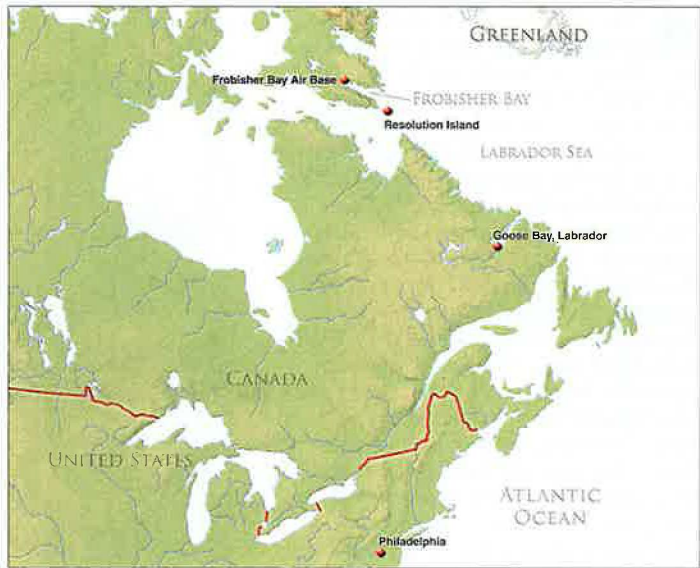 GREENLAND
Frobisher Bay Air Base
FROBISHER BAY
Resolution Island
LABRADOR SEA
Goose Bay, Labrador
CANADA
UNITED STATES
ATLANTIC
OCEAN
Philadelphia